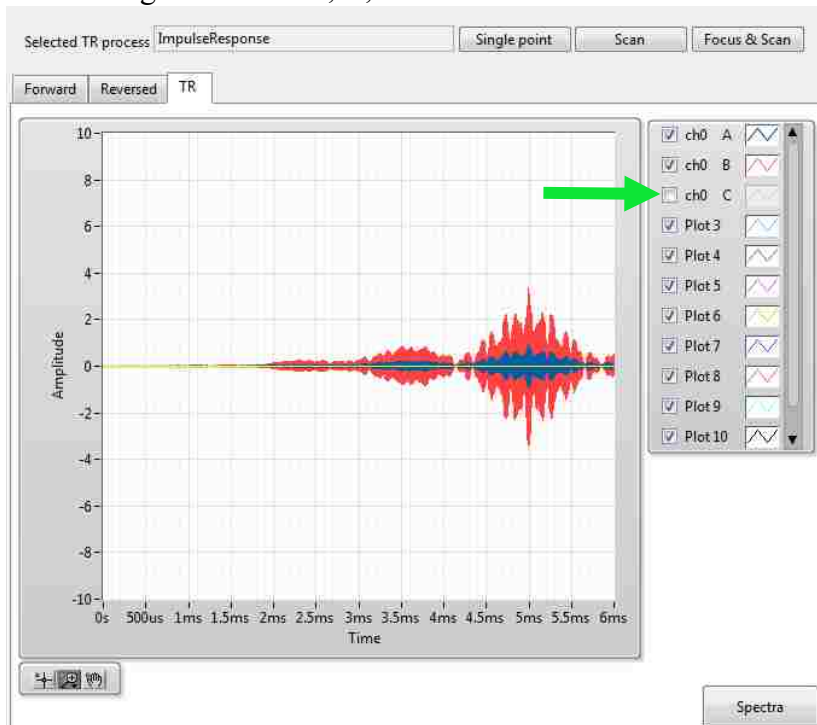 Selected TR process ImpulseResponse Single point Scan Focus & Scan
Forward Reversed TR
10
8
6
4
2
0
-2
-4
-6
-8
-10
Amplitude
0s 500us 1ms 1.5ms 2ms 2.5ms 3ms 3.5ms 4ms 4.5ms 5ms 5.5ms 6ms
Time
ch0 A
ch0 B
ch0 C
Plot 3
Plot 4
Plot 5
Plot 6
Plot 7
Plot 8
Plot 9
Plot 10
Spectra